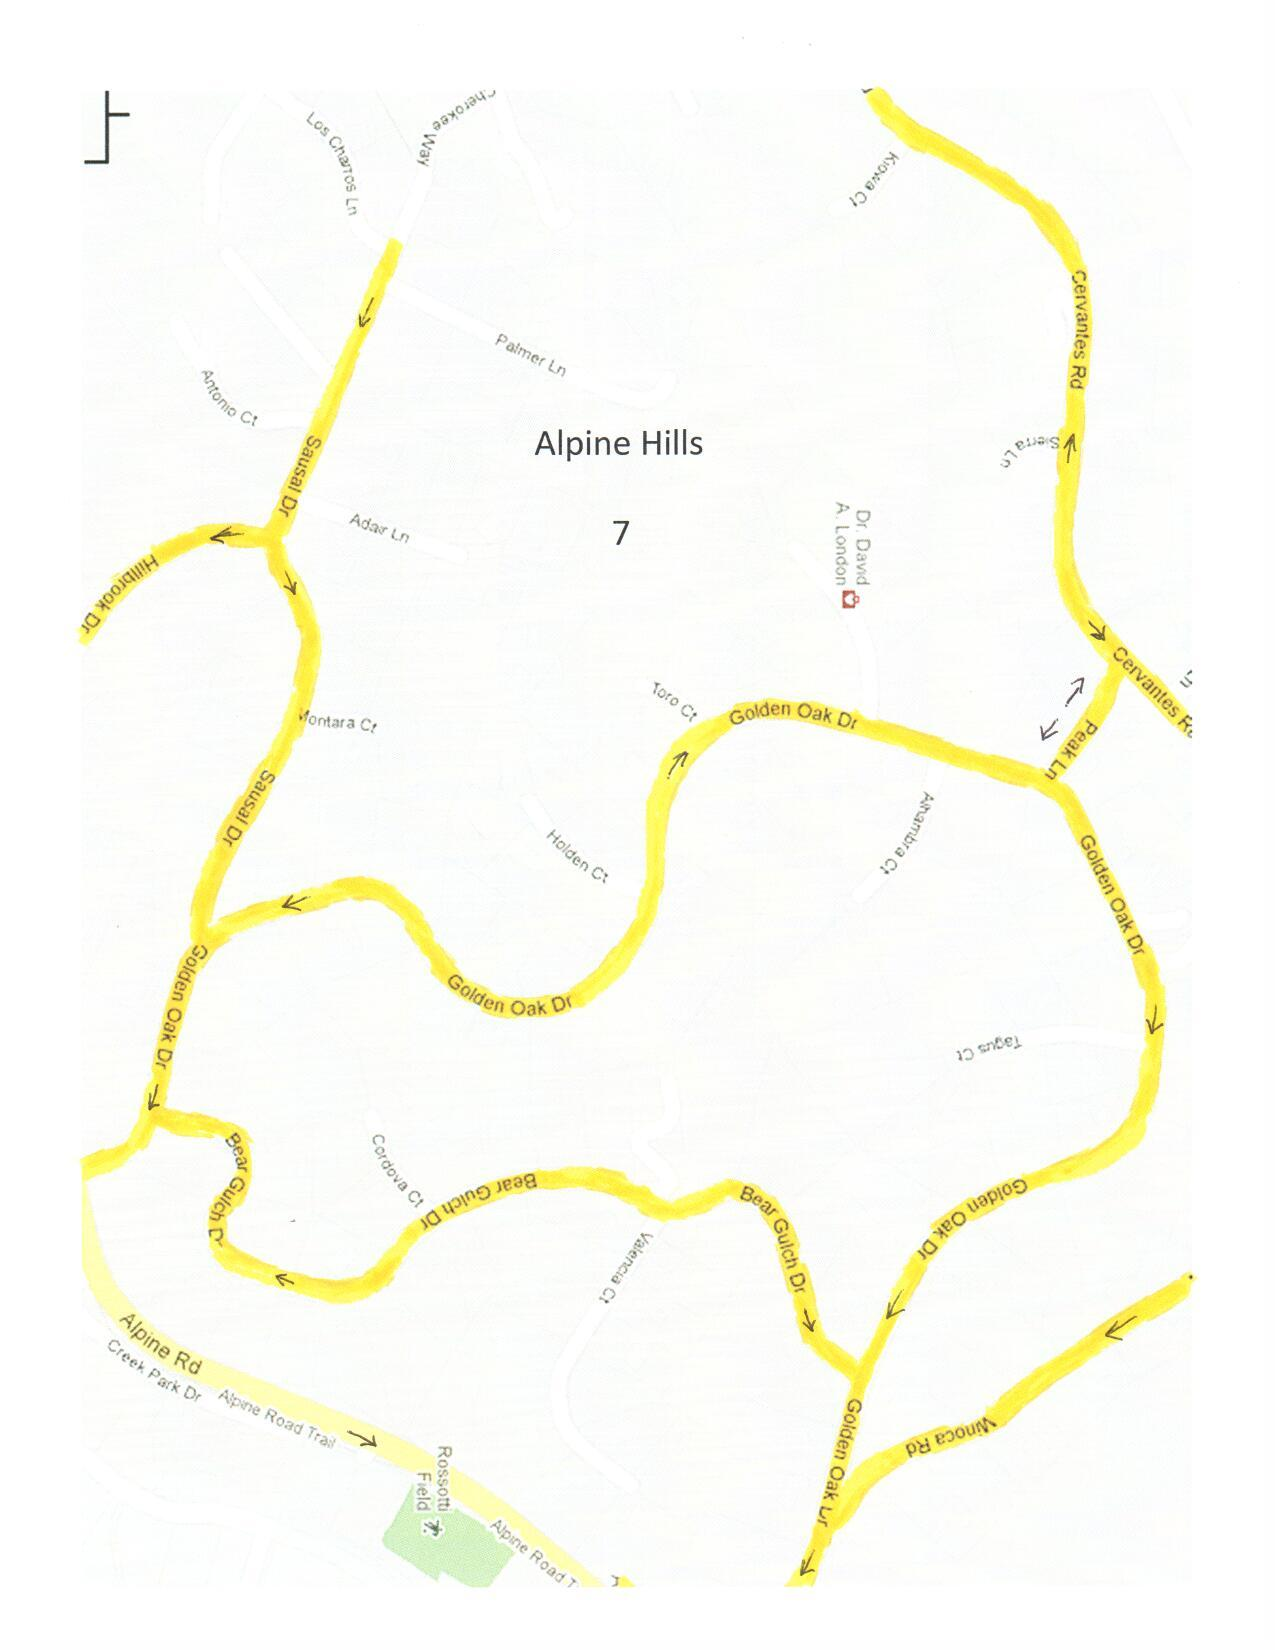 Cherokee Way
Los Charros Ln
Kiowa Ct
Cervantes Rd
Palmer Ln
Antonio Ct
Sausal Dr
Alpine Hills
Sierra Ln
7
Adair Ln
Dr. David
A. London
Hillbrook Dr
Cervantes Rd
Toro Ct
Montara Ct
Golden Oak Dr
Peak Ln
Sausal Dr
Alhambra Ct
Holden Ct
Golden Oak Dr
Golden Oak Dr
Golden Oak Dr
Tagus Ct
Bear Gulch Dr
Cordova Ct
Bear Gulch Dr
Bear Gulch Dr
Golden Oak Dr
Valencia Ct
Alpine Rd
Creek Park Dr
Alpine Road Trail
Golden Oak Dr
Minoca Rd
Rossotti
Field
Alpine Road T